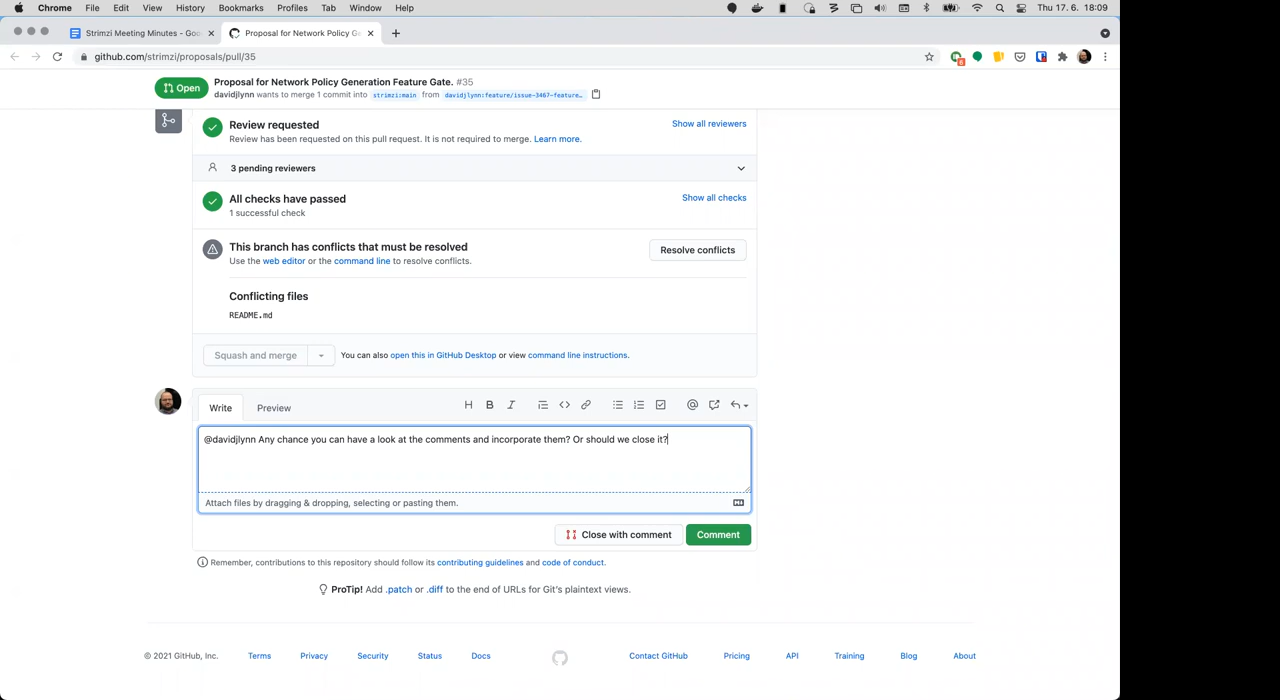 Chrome File Edit View History Bookmarks Profiles Tab Window Help Thu 17. 6. 18:09
Strimzi Meeting Minutes - Goo
Proposal for Network Policy Ge
github.com/strimzi/proposals/pull/35
6
Open
Proposal for Network Policy Generation Feature Gate. #35
davidjlynn wants to merge 1 commit into strimzi:main from davidjlynn:feature/issue-3467-feature…
Review requested
Show all reviewers
Review has been requested on this pull request. It is not required to merge. Learn more.
3 pending reviewers
All checks have passed
Show all checks
1 successful check
This branch has conflicts that must be resolved
Resolve conflicts
Use the web editor or the command line to resolve conflicts.
Conflicting files
README.md
Squash and merge
You can also open this in GitHub Desktop or view command line instructions.
Write Preview
@davidjlynn Any chance you can have a look at the comments and incorporate them? Or should we close it?
Attach files by dragging & dropping, selecting or pasting them.
Close with comment Comment
Remember, contributions to this repository should follow its contributing guidelines and code of conduct.
ProTip! Add .patch or .diff to the end of URLs for Git's plaintext views.
© 2021 GitHub, Inc. Terms Privacy Security Status Docs Contact GitHub Pricing API Training Blog About